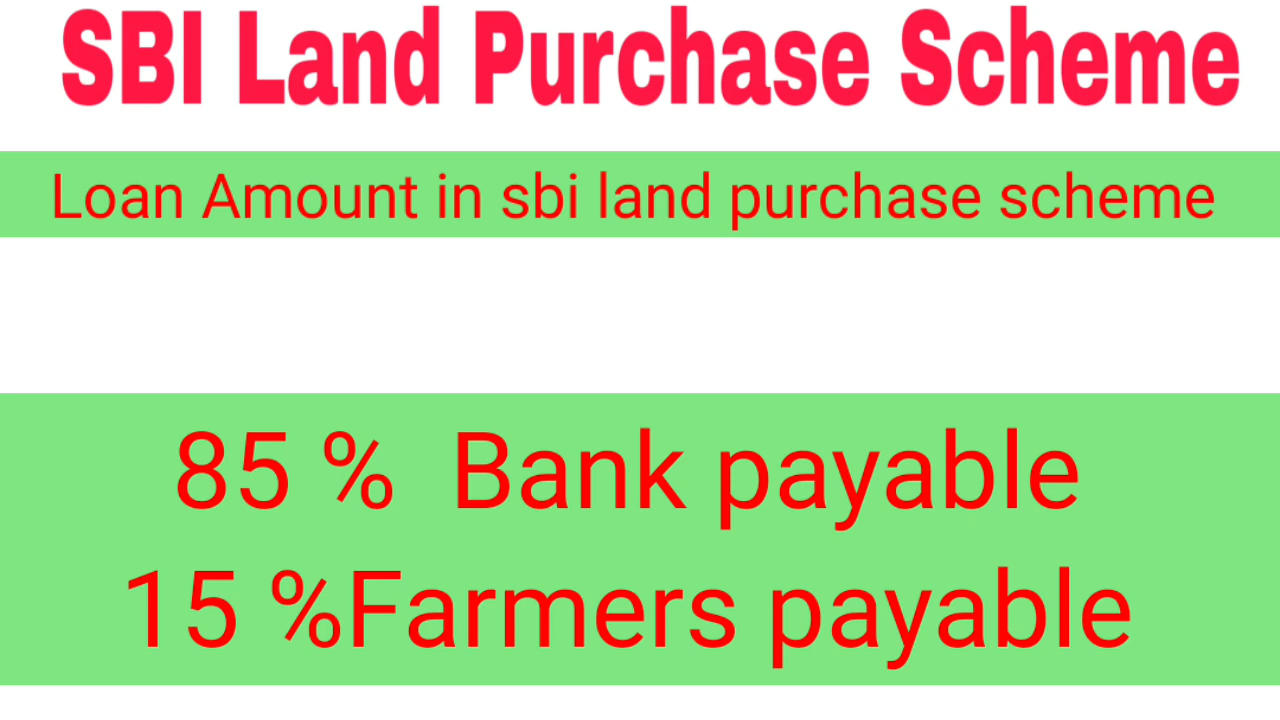 SBI Land Purchase Scheme
Loan Amount in sbi land purchase scheme
85 % Bank payable
15 %Farmers payable